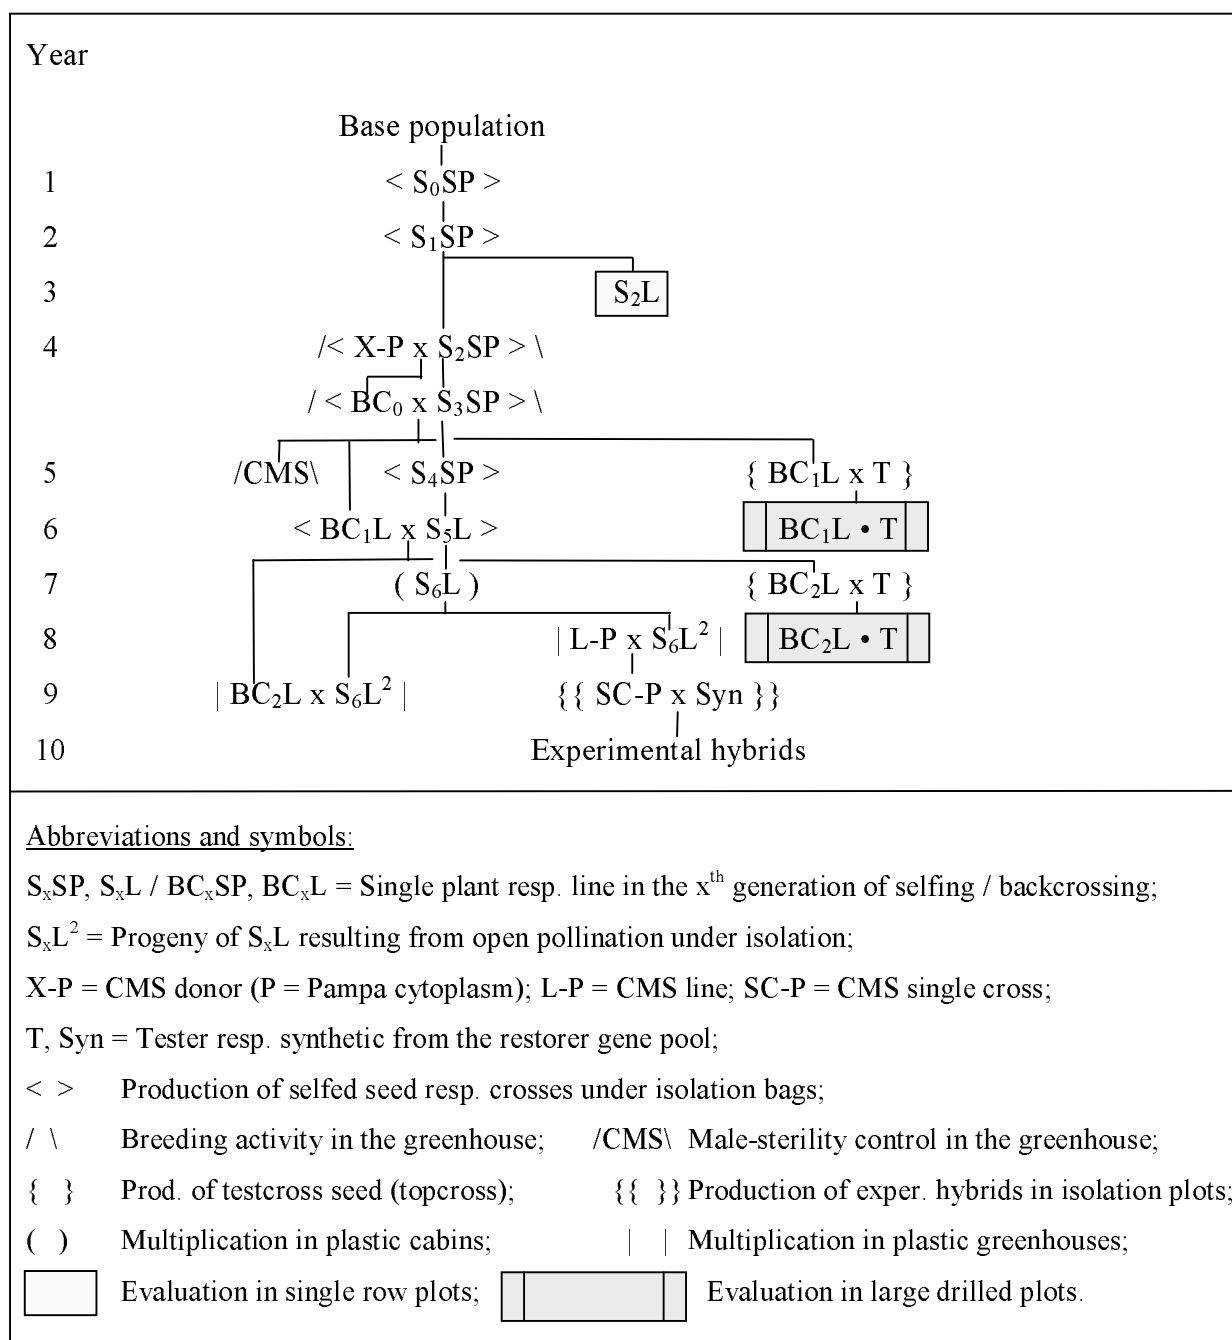 Year
Base population
1 < S₀SP >
2 < S₁SP >
3 S₂L
4 /< X-P x S₂SP > \
/ < BC₀ x S₃SP > \
5 /CMS\ < S₄SP > { BC₁L x T }
6 < BC₁L x S₅L > BC₁L • T
7 ( S₆L ) { BC₂L x T }
8 | L-P x S₆L² | BC₂L • T
9 | BC₂L x S₆L² | {{ SC-P x Syn }}
10 Experimental hybrids
Abbreviations and symbols:
SₓSP, SₓL / BCₓSP, BCₓL = Single plant resp. line in the xᵗʰ generation of selfing / backcrossing;
SₓL² = Progeny of SₓL resulting from open pollination under isolation;
X-P = CMS donor (P = Pampa cytoplasm); L-P = CMS line; SC-P = CMS single cross;
T, Syn = Tester resp. synthetic from the restorer gene pool;
< > Production of selfed seed resp. crosses under isolation bags;
/ \ Breeding activity in the greenhouse; /CMS\ Male-sterility control in the greenhouse;
{ } Prod. of testcross seed (topcross); {{ }} Production of exper. hybrids in isolation plots;
( ) Multiplication in plastic cabins; | | Multiplication in plastic greenhouses;
Evaluation in single row plots; Evaluation in large drilled plots.